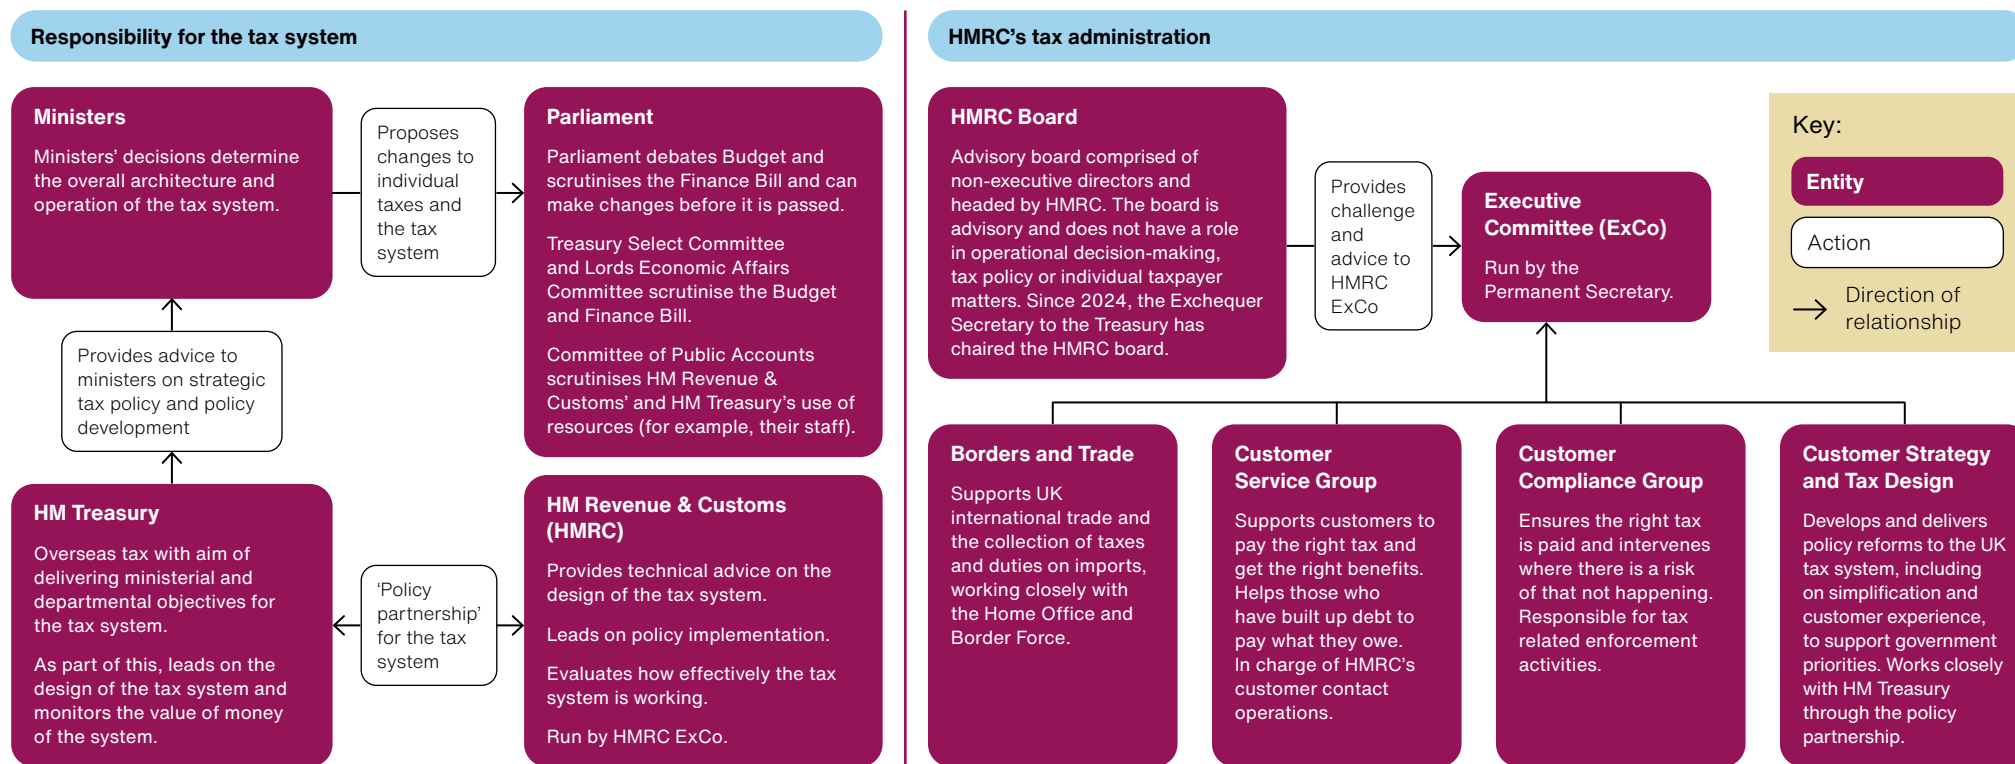 Responsibility for the tax system
Ministers
Ministers’ decisions determine
the overall architecture and
operation of the tax system.
Proposes
changes to
individual
taxes and
the tax
system
Parliament
Parliament debates Budget and
scrutinises the Finance Bill and can
make changes before it is passed.
Treasury Select Committee
and Lords Economic Affairs
Committee scrutinise the Budget
and Finance Bill.
Committee of Public Accounts
scrutinises HM Revenue &
Customs’ and HM Treasury’s use of
resources (for example, their staff).
Provides advice to
ministers on strategic
tax policy and policy
development
HM Treasury
Overseas tax with aim of
delivering ministerial and
departmental objectives for
the tax system.
As part of this, leads on the
design of the tax system and
monitors the value of money
of the system.
‘Policy
partnership’
for the tax
system
HM Revenue & Customs
(HMRC)
Provides technical advice on the
design of the tax system.
Leads on policy implementation.
Evaluates how effectively the tax
system is working.
Run by HMRC ExCo.
HMRC’s tax administration
HMRC Board
Advisory board comprised of
non-executive directors and
headed by HMRC. The board is
advisory and does not have a role
in operational decision-making,
tax policy or individual taxpayer
matters. Since 2024, the Exchequer
Secretary to the Treasury has
chaired the HMRC board.
Provides
challenge
and
advice to
HMRC
ExCo
Executive
Committee (ExCo)
Run by the
Permanent Secretary.
Key:
Entity
Action
Direction of
relationship
Borders and Trade
Supports UK
international trade and
the collection of taxes
and duties on imports,
working closely with
the Home Office and
Border Force.
Customer
Service Group
Supports customers to
pay the right tax and
get the right benefits.
Helps those who
have built up debt to
pay what they owe.
In charge of HMRC’s
customer contact
operations.
Customer
Compliance Group
Ensures the right tax
is paid and intervenes
where there is a risk
of that not happening.
Responsible for tax
related enforcement
activities.
Customer Strategy
and Tax Design
Develops and delivers
policy reforms to the UK
tax system, including
on simplification and
customer experience,
to support government
priorities. Works closely
with HM Treasury
through the policy
partnership.